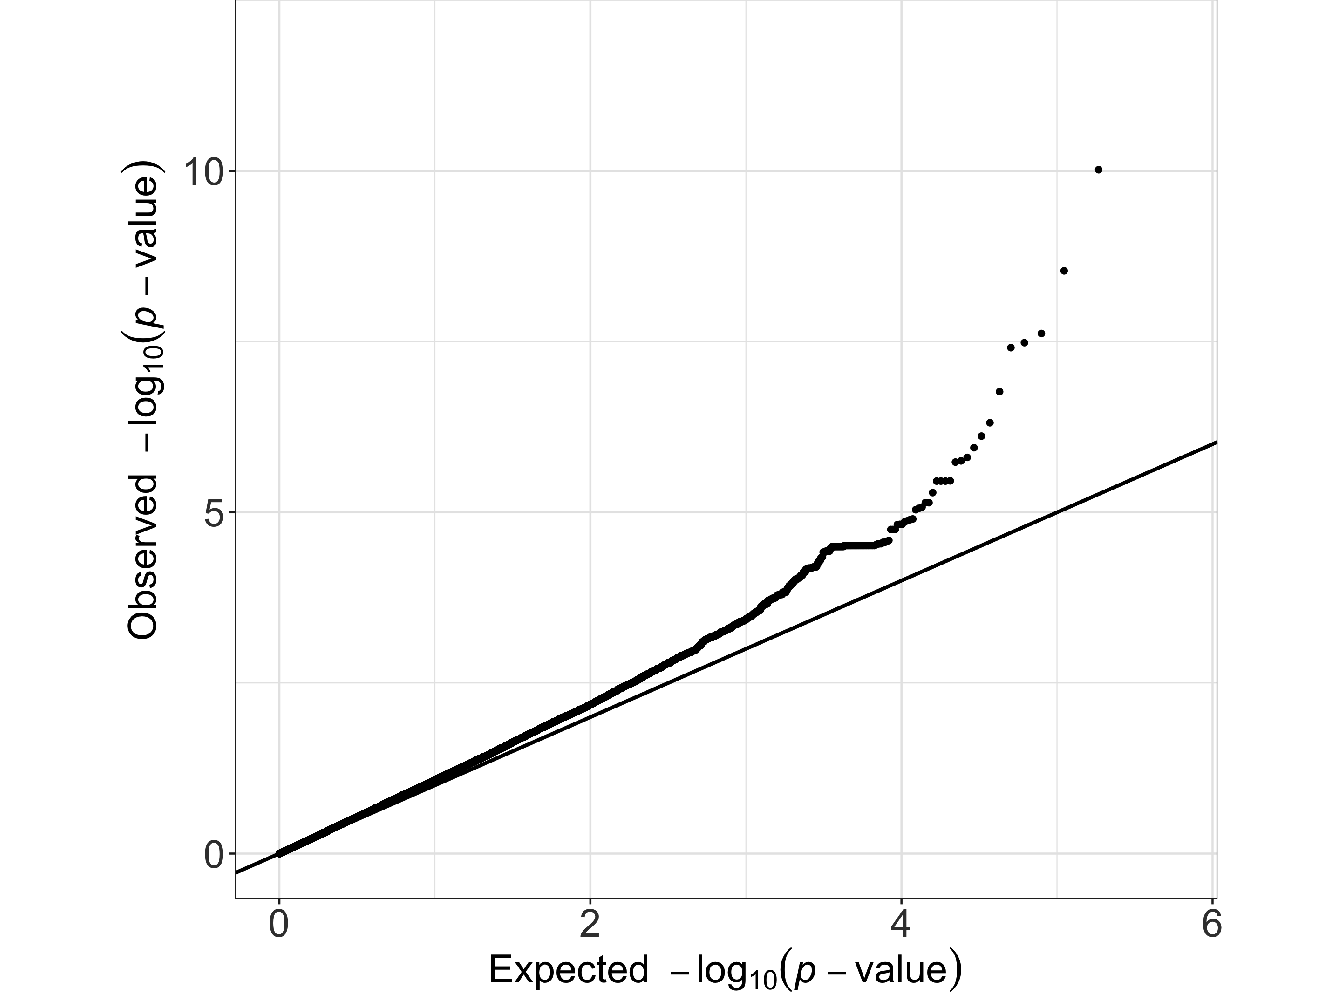 Observed −log10(p − value)
10
5
0
0 2 4 6
Expected −log10(p − value)